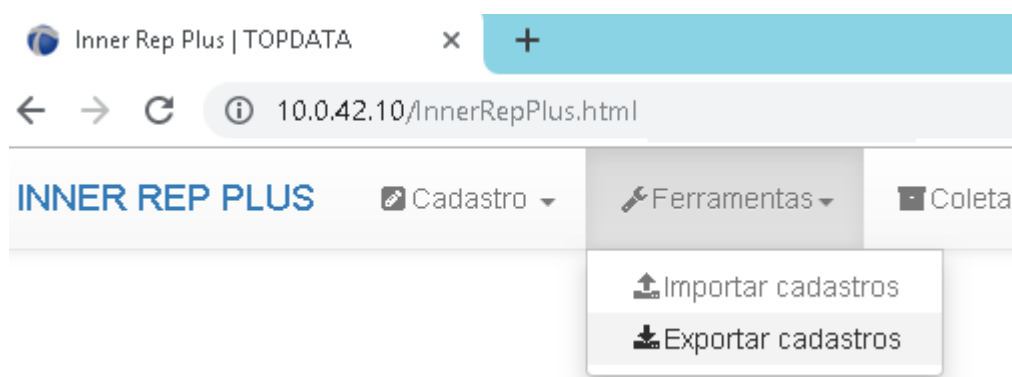 Inner Rep Plus | TOPDATA
10.0.42.10/InnerRepPlus.html
INNER REP PLUS Cadastro Ferramentas Coleta
Importar cadastros
Exportar cadastros